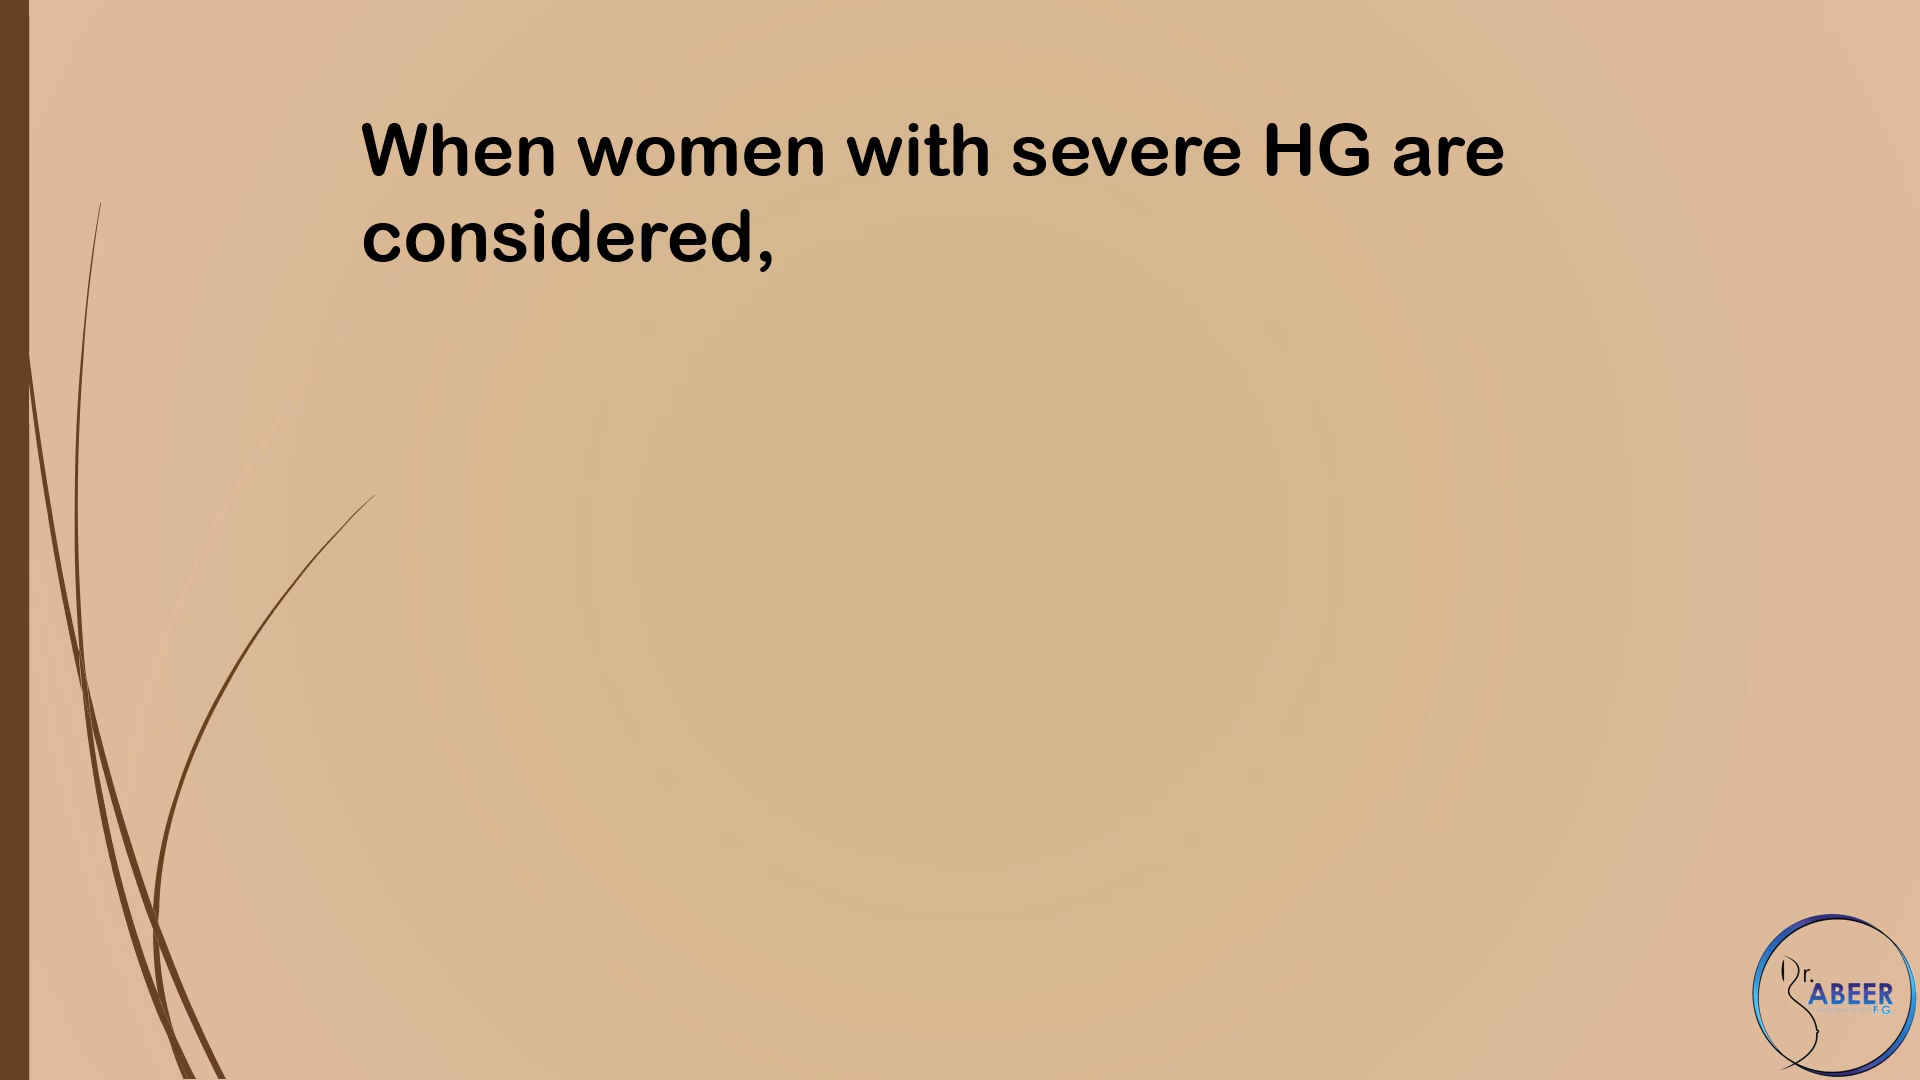 When women with severe HG are
considered,
Dr.
ABEER
F.G.